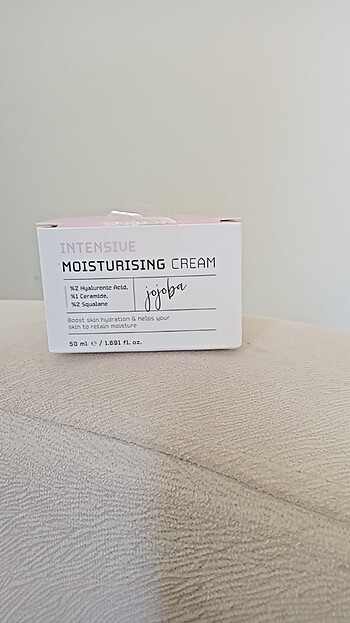 INTENSIVE
MOISTURISING CREAM
%2 Hyaluronic Acid,
%1 Ceramide,
%2 Squalane
jojoba
Boost skin hydration & helps your
skin to retain moisture
50 ml ℮ / 1.691 fl. oz.